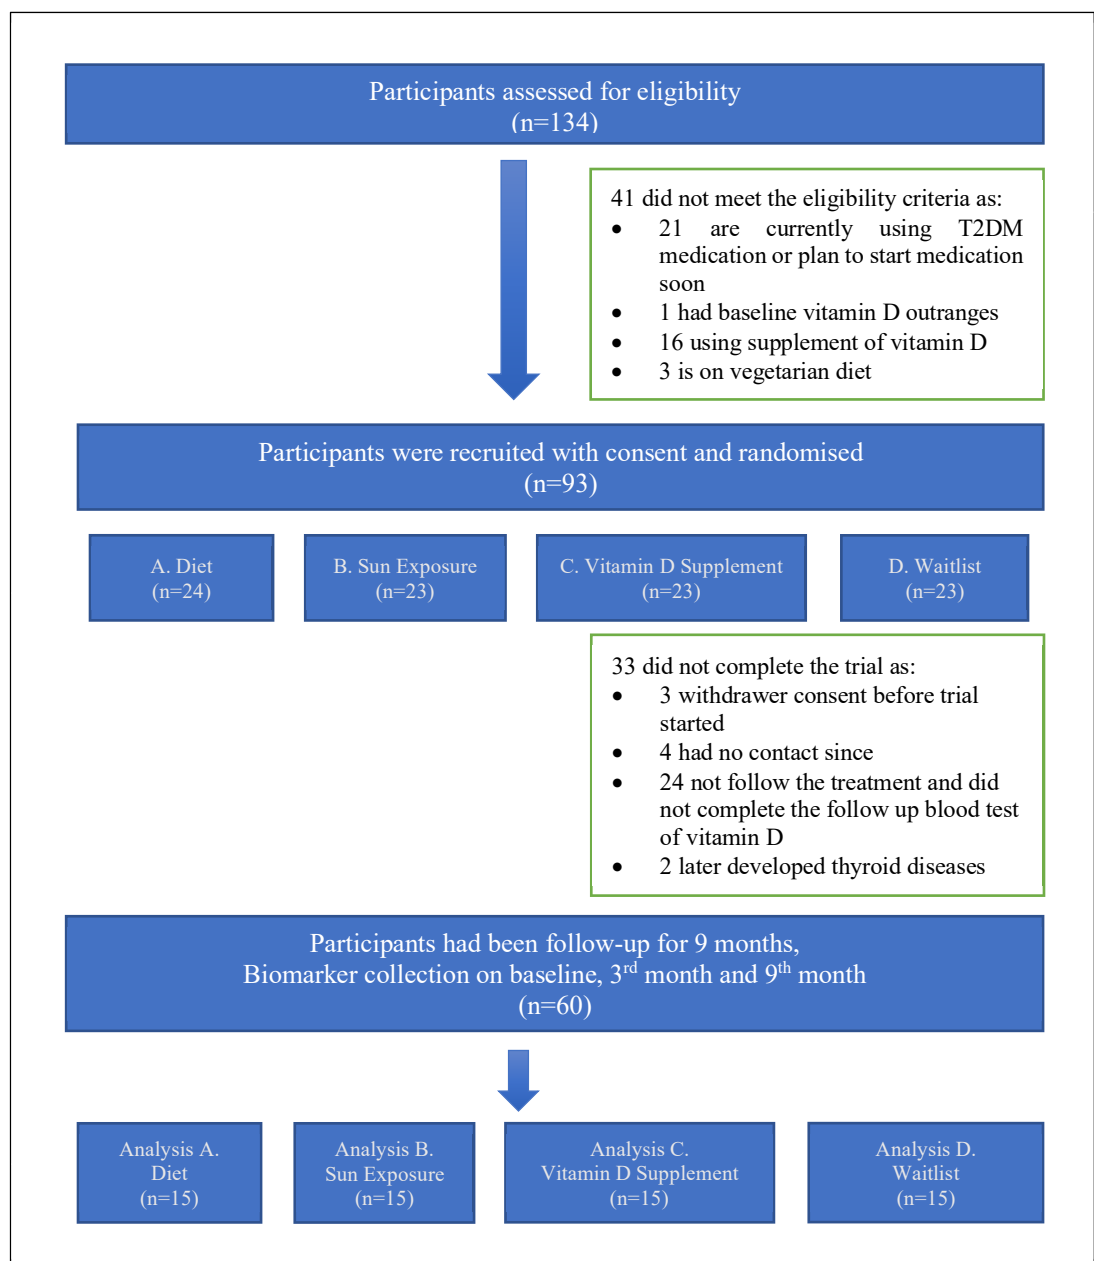 Participants assessed for eligibility
(n=134)
41 did not meet the eligibility criteria as:
• 21 are currently using T2DM
medication or plan to start medication
soon
• 1 had baseline vitamin D outranges
• 16 using supplement of vitamin D
• 3 is on vegetarian diet
Participants were recruited with consent and randomised
(n=93)
A. Diet
(n=24)
B. Sun Exposure
(n=23)
C. Vitamin D Supplement
(n=23)
D. Waitlist
(n=23)
33 did not complete the trial as:
• 3 withdrawer consent before trial
started
• 4 had no contact since
• 24 not follow the treatment and did
not complete the follow up blood test
of vitamin D
• 2 later developed thyroid diseases
Participants had been follow-up for 9 months,
Biomarker collection on baseline, 3rd month and 9th month
(n=60)
Analysis A.
Diet
(n=15)
Analysis B.
Sun Exposure
(n=15)
Analysis C.
Vitamin D Supplement
(n=15)
Analysis D.
Waitlist
(n=15)